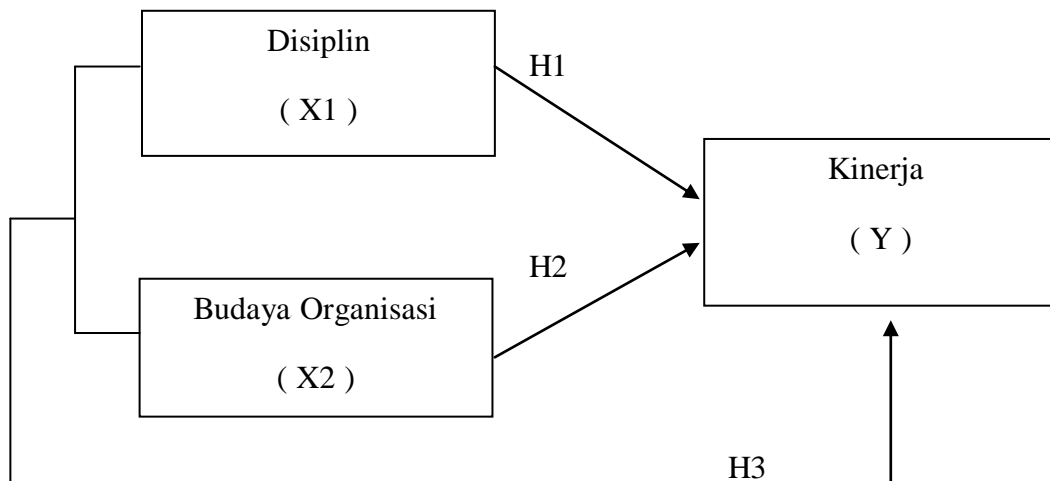 Disiplin
( X1 )
H1
Kinerja
( Y )
H2
Budaya Organisasi
( X2 )
H3